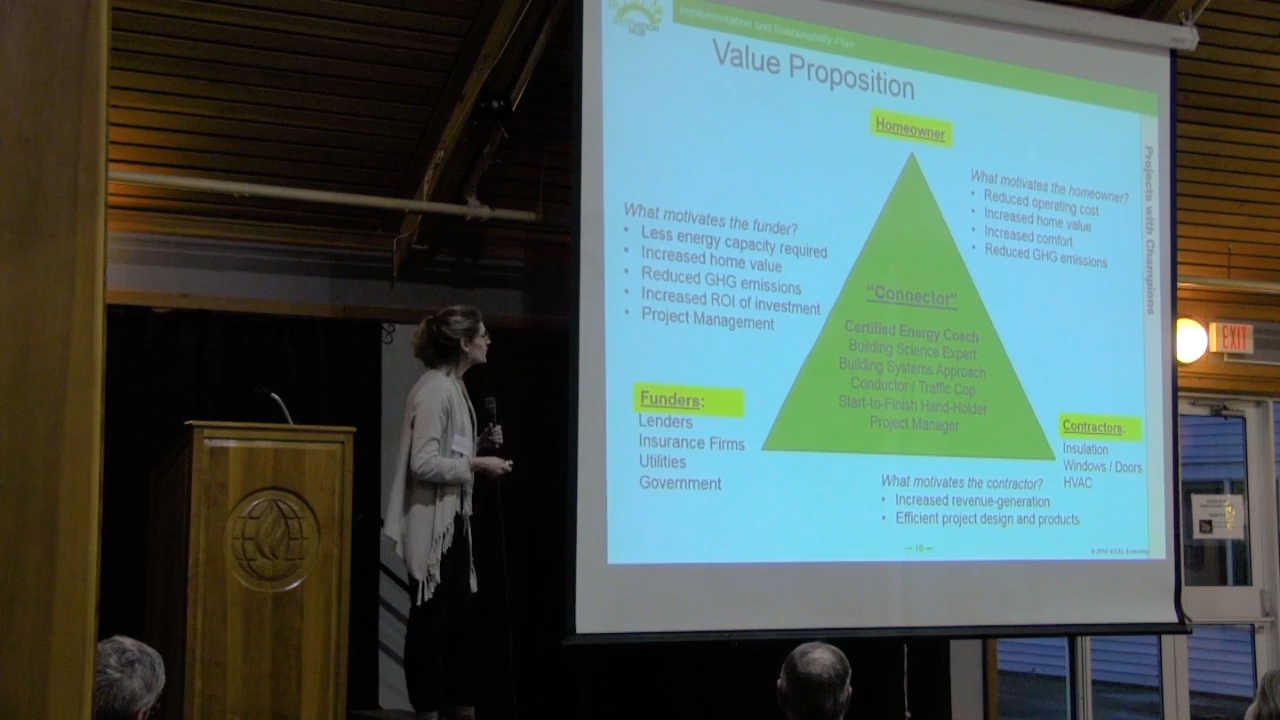 HUB
Implementation and Sustainability Plan
Value Proposition
Homeowner
What motivates the homeowner?
• Reduced operating cost
• Increased home value
• Increased comfort
• Reduced GHG emissions
Projects with Champions
What motivates the funder?
• Less energy capacity required
• Increased home value
• Reduced GHG emissions
• Increased ROI of investment
• Project Management
"Connector"
Certified Energy Coach
Building Science Expert
Building Systems Approach
Conductor / Traffic Cop
Start-to-Finish Hand-Holder
Project Manager
Funders:
Lenders
Insurance Firms
Utilities
Government
Contractors:
Insulation
Windows / Doors
HVAC
What motivates the contractor?
• Increased revenue-generation
• Efficient project design and products
EXIT